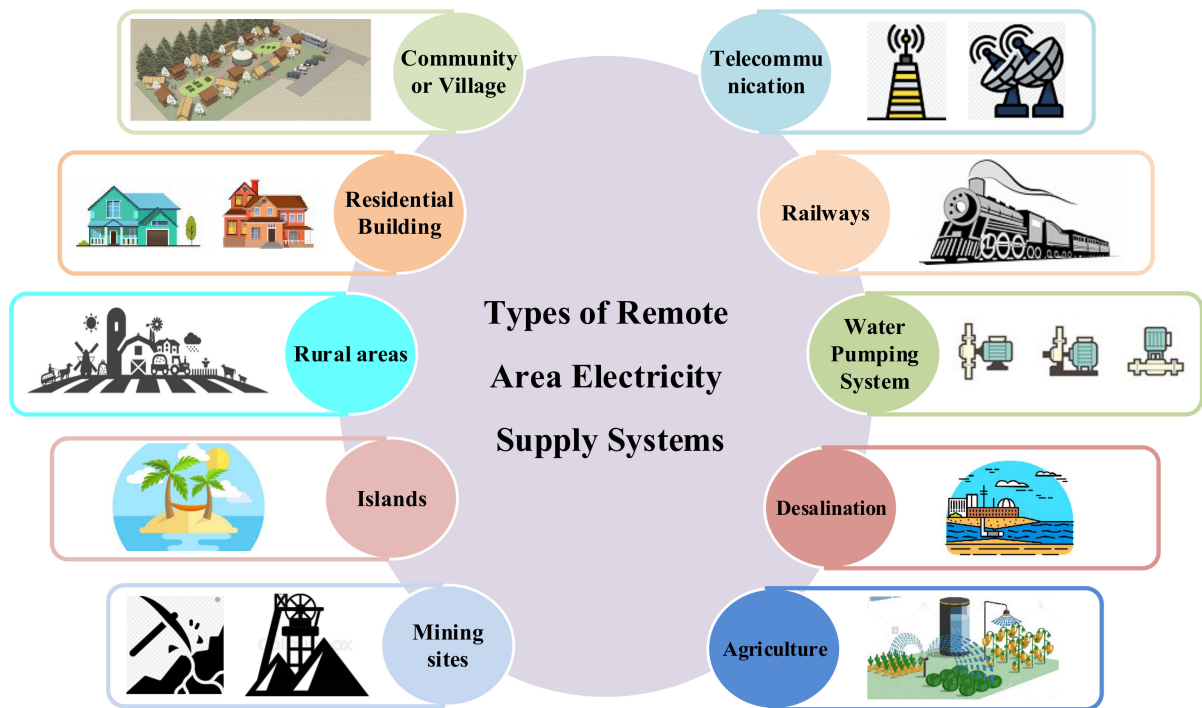 Community
or Village
Telecommu
nication
Residential
Building
Railways
Types of Remote
Area Electricity
Supply Systems
Rural areas
Water
Pumping
System
Islands
Desalination
Mining
sites
Agriculture